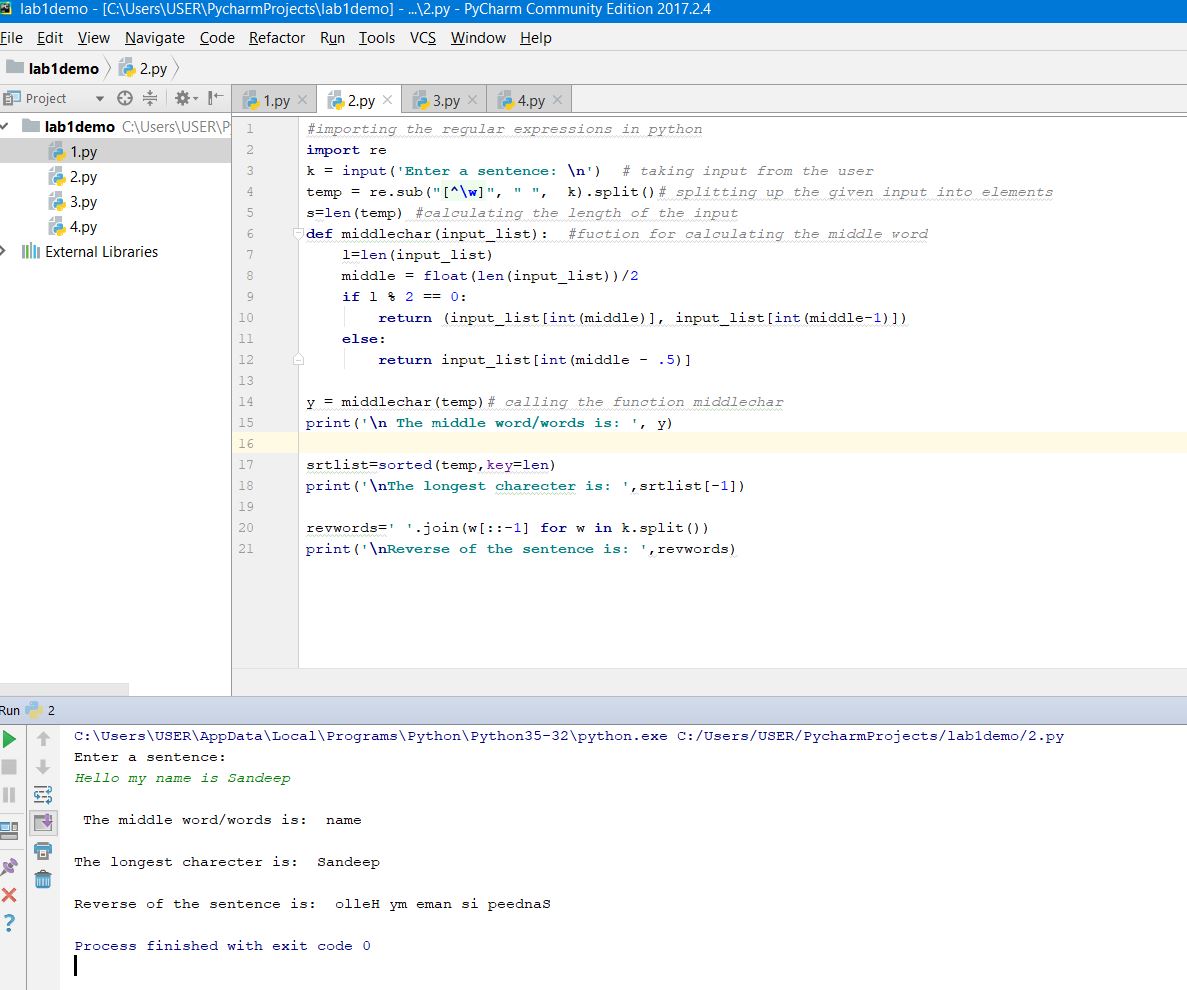 lab1demo - [C:\Users\USER\PycharmProjects\lab1demo] - ...\2.py - PyCharm Community Edition 2017.2.4
File Edit View Navigate Code Refactor Run Tools VCS Window Help
lab1demo 2.py
Project 1.py 2.py 3.py 4.py
lab1demo C:\Users\USER\P
1.py
2.py
3.py
4.py
External Libraries
1 #importing the regular expressions in python
2 import re
3 k = input('Enter a sentence: \n')  # taking input from the user
4 temp = re.sub("[^\w]", " ",  k).split()# splitting up the given input into elements
5 s=len(temp) #calculating the length of the input
6 def middlechar(input_list):  #fuction for calculating the middle word
7     l=len(input_list)
8     middle = float(len(input_list))/2
9     if l % 2 == 0:
10         return (input_list[int(middle)], input_list[int(middle-1)])
11     else:
12         return input_list[int(middle - .5)]
13
14 y = middlechar(temp)# calling the function middlechar
15 print('\n The middle word/words is: ', y)
16
17 srtlist=sorted(temp,key=len)
18 print('\nThe longest charecter is: ',srtlist[-1])
19
20 revwords=' '.join(w[::-1] for w in k.split())
21 print('\nReverse of the sentence is: ',revwords)
Run 2
C:\Users\USER\AppData\Local\Programs\Python\Python35-32\python.exe C:/Users/USER/PycharmProjects/lab1demo/2.py
Enter a sentence:
Hello my name is Sandeep
The middle word/words is:  name
The longest charecter is:  Sandeep
Reverse of the sentence is:  olleH ym eman si peednaS
Process finished with exit code 0